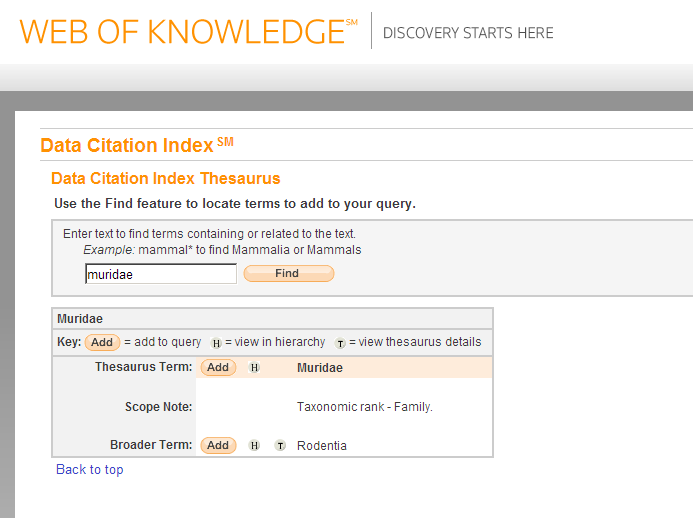 WEB OF KNOWLEDGE℠ DISCOVERY STARTS HERE
Data Citation Index ℠
Data Citation Index Thesaurus
Use the Find feature to locate terms to add to your query.
Enter text to find terms containing or related to the text.
Example: mammal* to find Mammalia or Mammals
muridae Find
Muridae
Key: Add = add to query H = view in hierarchy T = view thesaurus details
Thesaurus Term: Add H Muridae
Scope Note: Taxonomic rank - Family.
Broader Term: Add H T Rodentia
Back to top